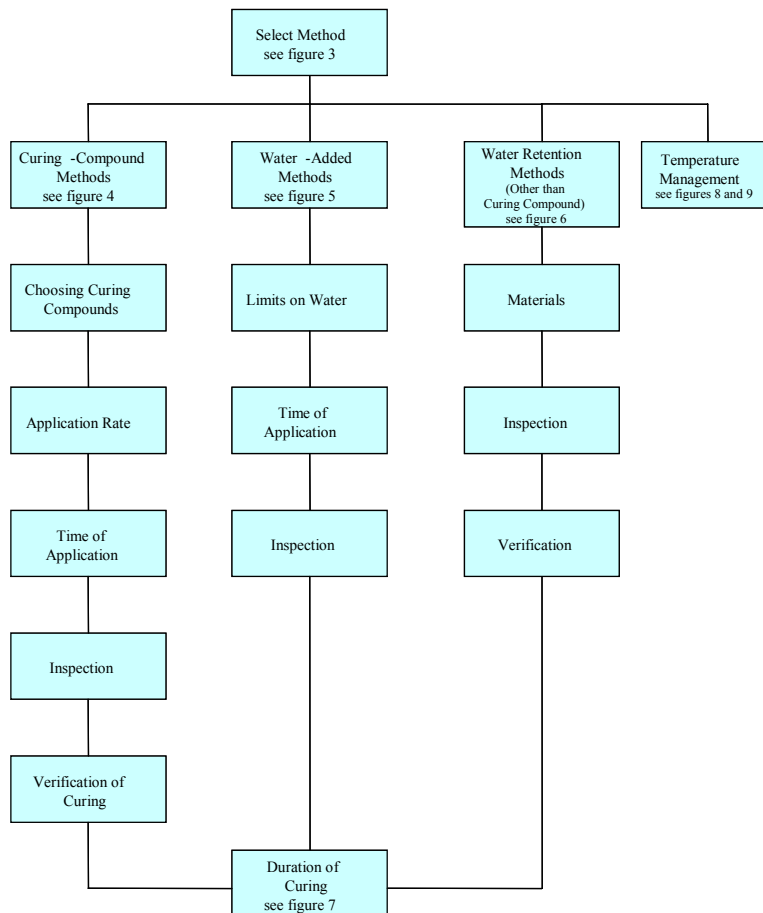 Select Method
see figure 3
Curing -Compound
Methods
see figure 4
Water -Added
Methods
see figure 5
Water Retention
Methods
(Other than
Curing Compound)
see figure 6
Temperature
Management
see figures 8 and 9
Choosing Curing
Compounds
Limits on Water
Materials
Application Rate
Time of
Application
Inspection
Time of
Application
Inspection
Verification
Inspection
Verification of
Curing
Duration of
Curing
see figure 7